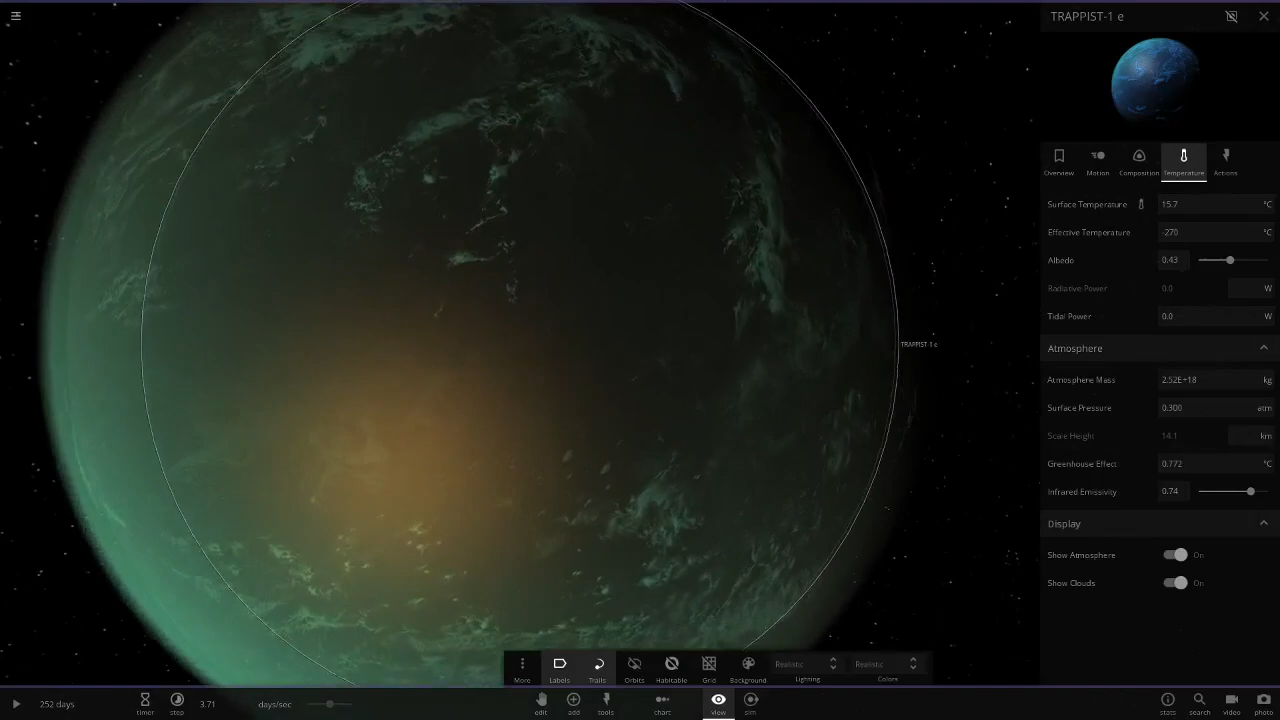 TRAPPIST-1 e
Overview Motion Composition Temperature Actions
Surface Temperature 15.7 °C
Effective Temperature -270 °C
Albedo 0.43
Radiative Power 0.0 W
Tidal Power 0.0 W
TRAPPIST-1 e
Atmosphere
Atmosphere Mass 2.52E+18 kg
Surface Pressure 0.300 atm
Scale Height 14.1 km
Greenhouse Effect 0.772 °C
Infrared Emissivity 0.74
Display
Show Atmosphere On
Show Clouds On
More Labels Trails Orbits Habitable Grid Background Realistic Lighting Realistic Colors
252 days timer step 3.71 days/sec edit add tools chart view sim stats search video photo